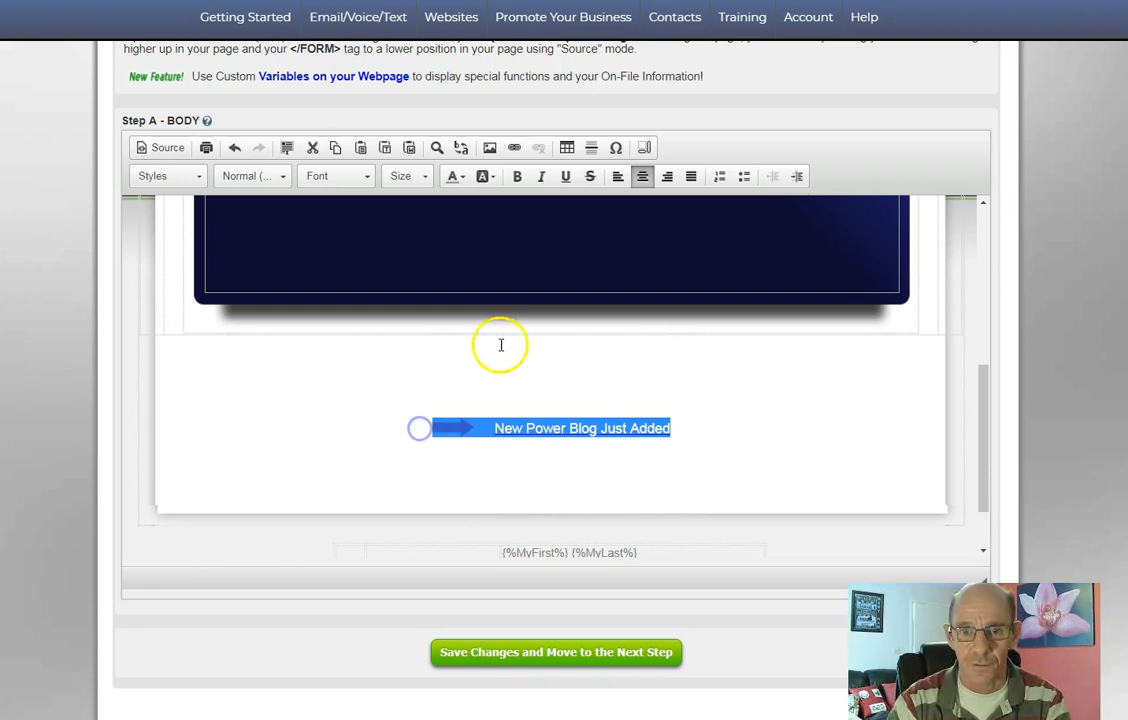 Getting Started Email/Voice/Text Websites Promote Your Business Contacts Training Account Help
higher up in your page and your </FORM> tag to a lower position in your page using "Source" mode.
New Feature! Use Custom Variables on your Webpage to display special functions and your On-File Information!
Step A - BODY
Source
Styles Normal (... Font Size
New Power Blog Just Added
{%MyFirst%} {%MyLast%}
Save Changes and Move to the Next Step